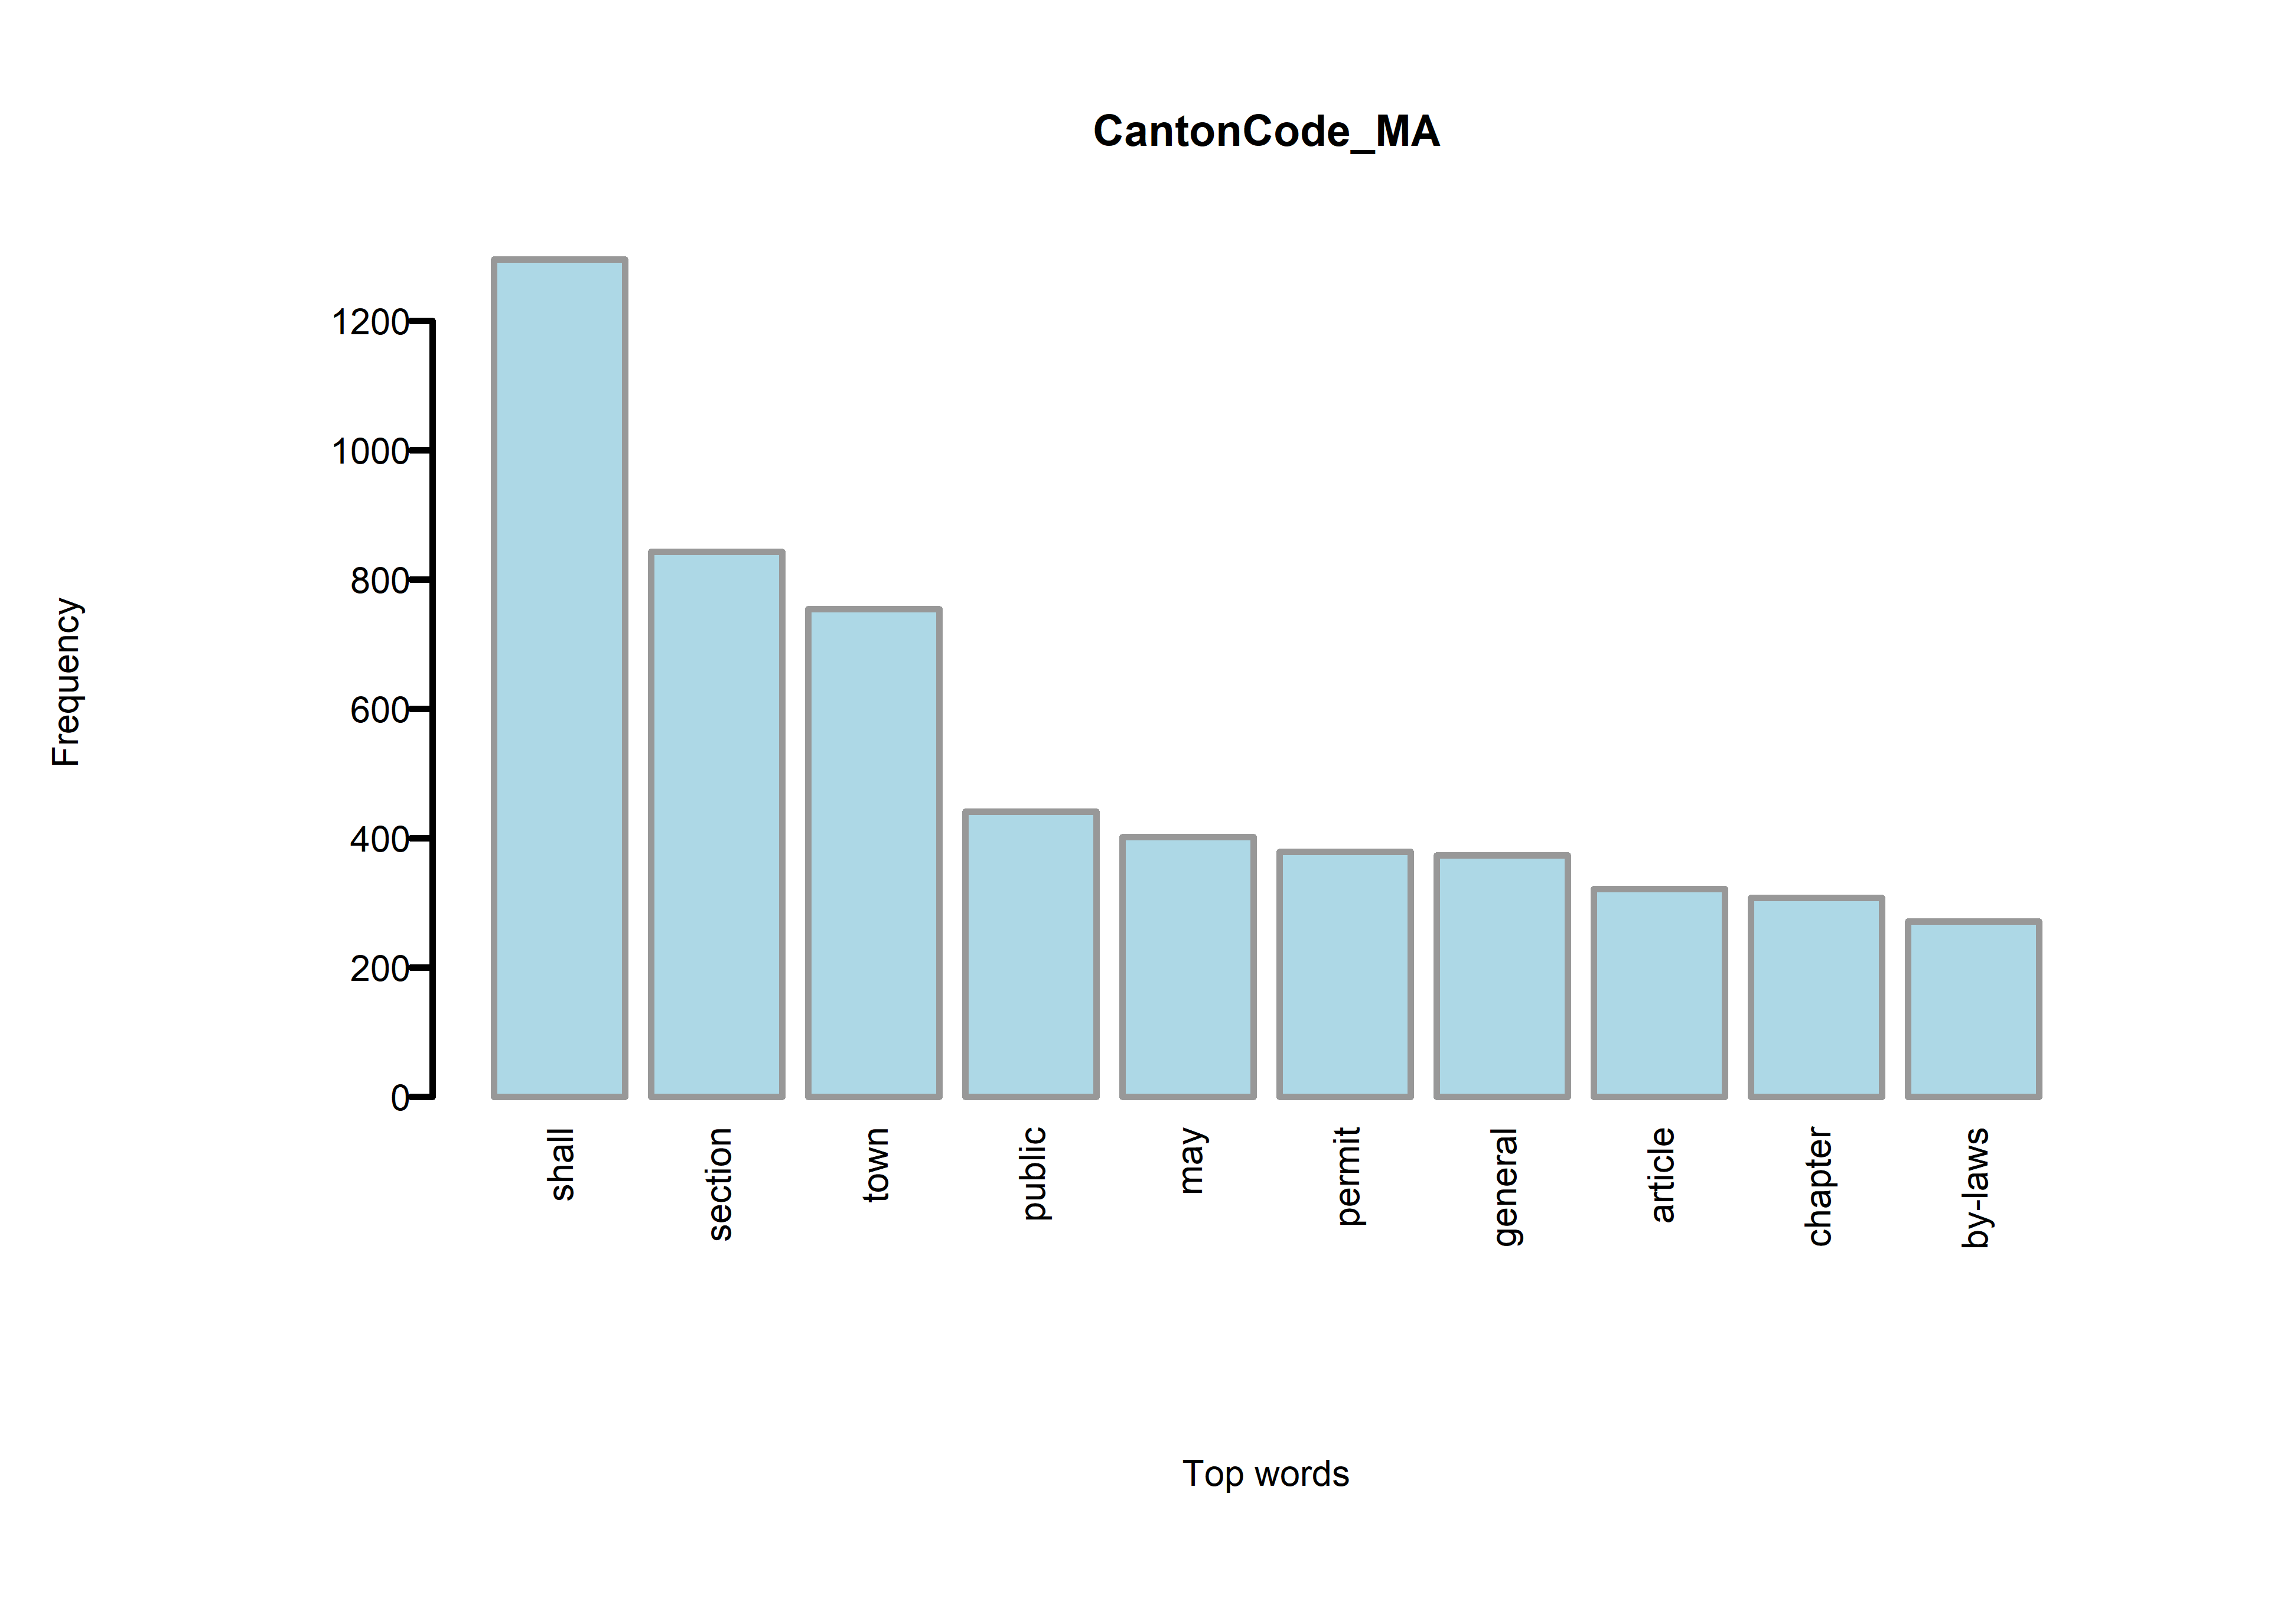 CantonCode_MA
Frequency
1200
1000
800
600
400
200
0
shall
section
town
public
may
permit
general
article
chapter
by-laws
Top words